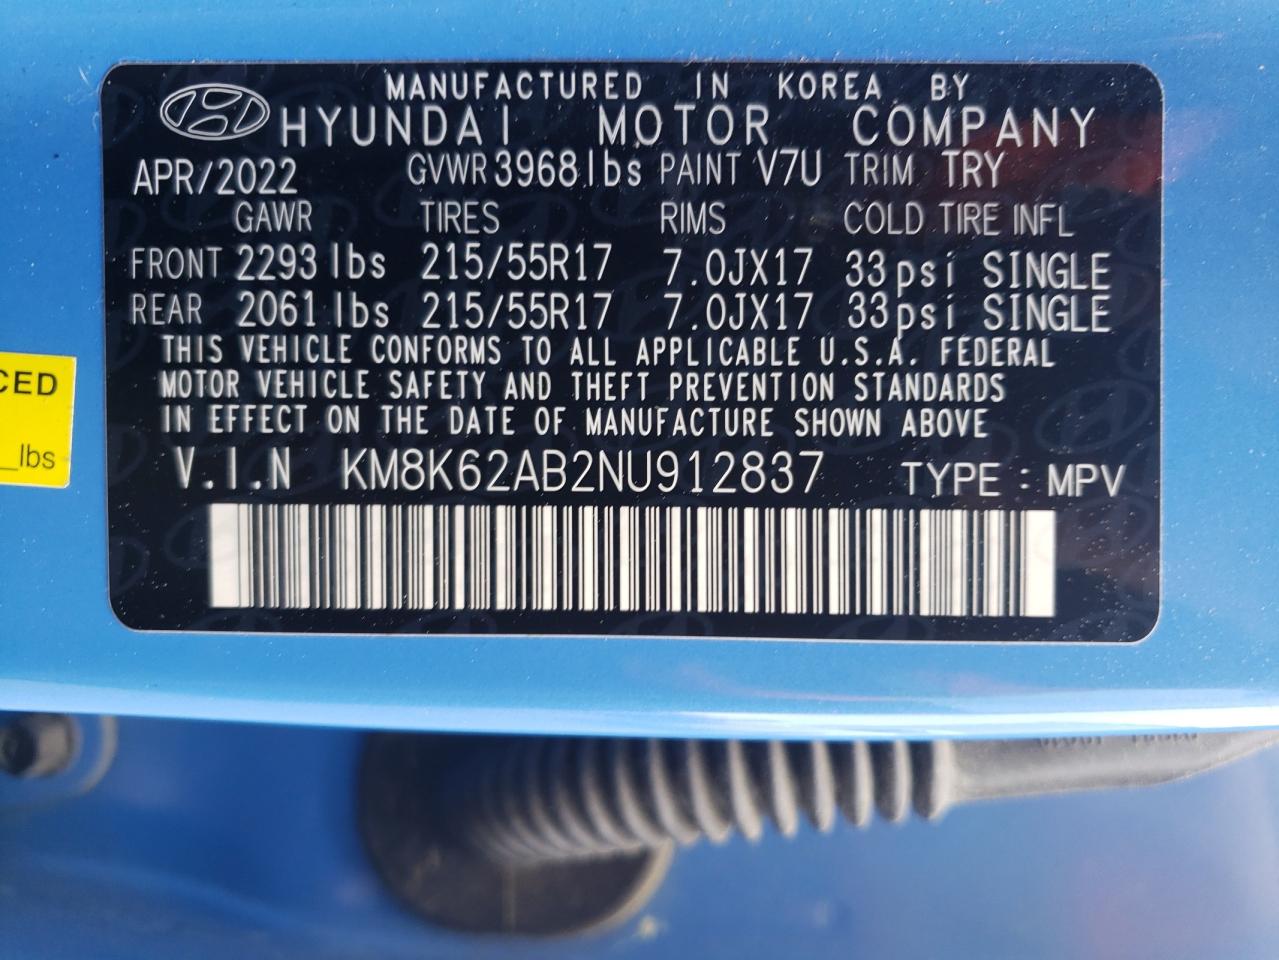 MANUFACTURED IN KOREA BY
HYUNDAI MOTOR COMPANY
APR/2022 GVWR 3968 lbs PAINT V7U TRIM TRY
GAWR TIRES RIMS COLD TIRE INFL
FRONT 2293 lbs 215/55R17 7.0JX17 33psi SINGLE
REAR 2061 lbs 215/55R17 7.0JX17 33psi SINGLE
THIS VEHICLE CONFORMS TO ALL APPLICABLE U.S.A. FEDERAL
MOTOR VEHICLE SAFETY AND THEFT PREVENTION STANDARDS
IN EFFECT ON THE DATE OF MANUFACTURE SHOWN ABOVE
V.I.N KM8K62AB2NU912837 TYPE : MPV
CED
lbs